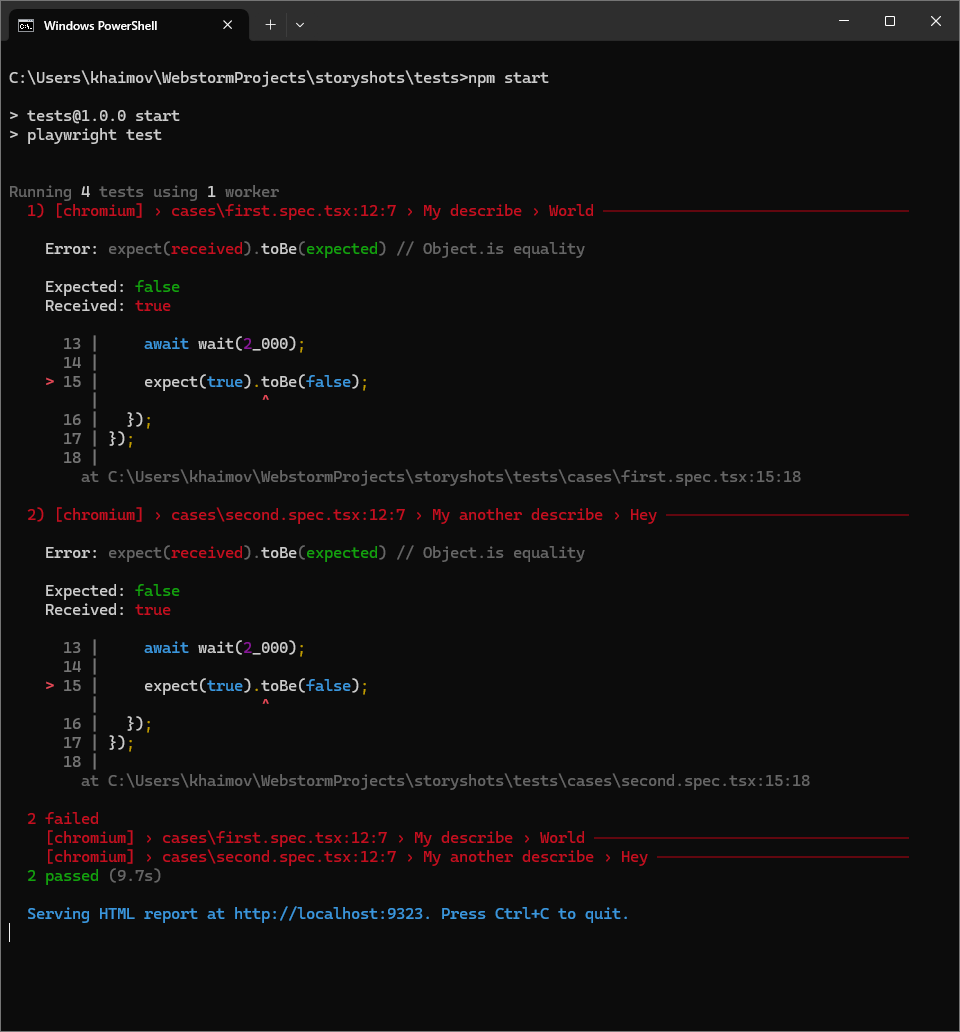 Windows PowerShell
C:\Users\khaimov\WebstormProjects\storyshots\tests>npm start
> tests@1.0.0 start
> playwright test
Running 4 tests using 1 worker
1) [chromium] › cases\first.spec.tsx:12:7 › My describe › World
Error: expect(received).toBe(expected) // Object.is equality
Expected: false
Received: true
13 |     await wait(2_000);
14 |
> 15 |     expect(true).toBe(false);
|                  ^
16 |   });
17 | });
18 |
at C:\Users\khaimov\WebstormProjects\storyshots\tests\cases\first.spec.tsx:15:18
2) [chromium] › cases\second.spec.tsx:12:7 › My another describe › Hey
Error: expect(received).toBe(expected) // Object.is equality
Expected: false
Received: true
13 |     await wait(2_000);
14 |
> 15 |     expect(true).toBe(false);
|                  ^
16 |   });
17 | });
18 |
at C:\Users\khaimov\WebstormProjects\storyshots\tests\cases\second.spec.tsx:15:18
2 failed
[chromium] › cases\first.spec.tsx:12:7 › My describe › World
[chromium] › cases\second.spec.tsx:12:7 › My another describe › Hey
2 passed (9.7s)
Serving HTML report at http://localhost:9323. Press Ctrl+C to quit.